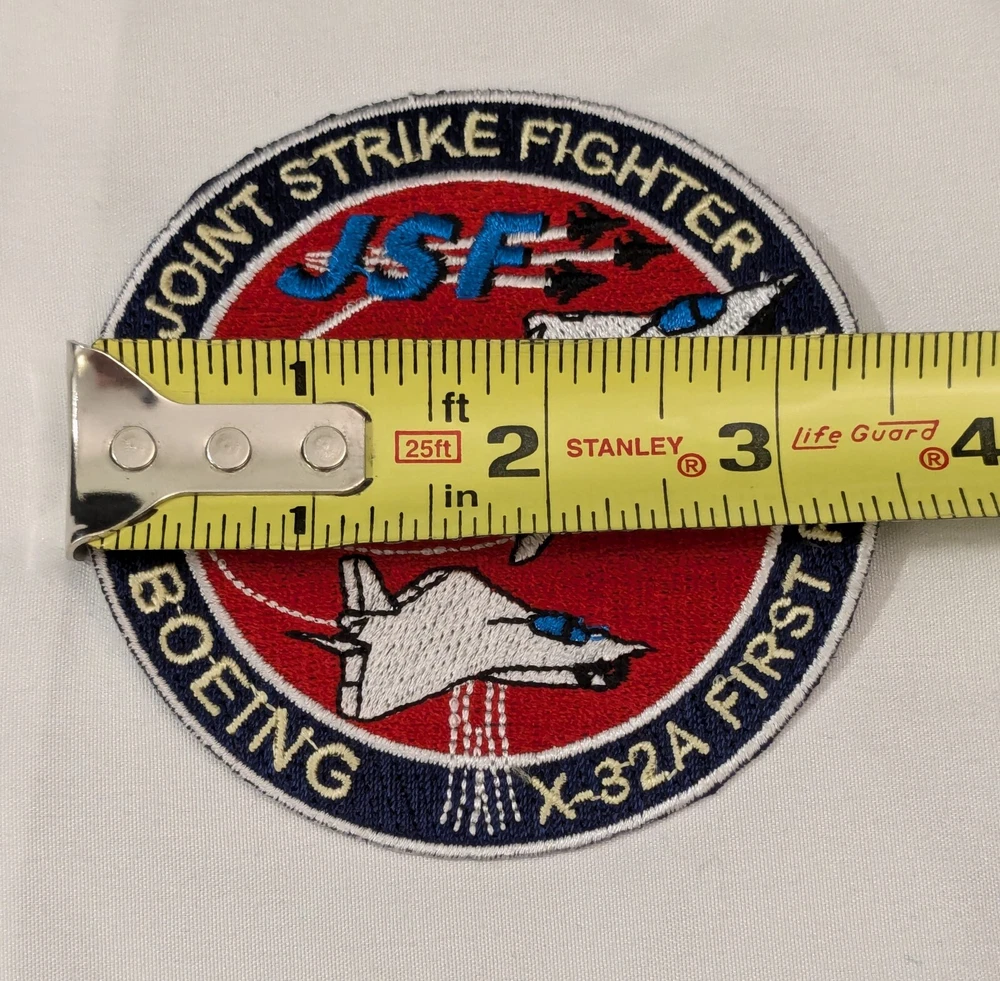 JOINT STRIKE FIGHTER
JSF
1
ft
25ft
2
STANLEY®
3
Life Guard®
4
in
1
BOEING
X-32A FIRST